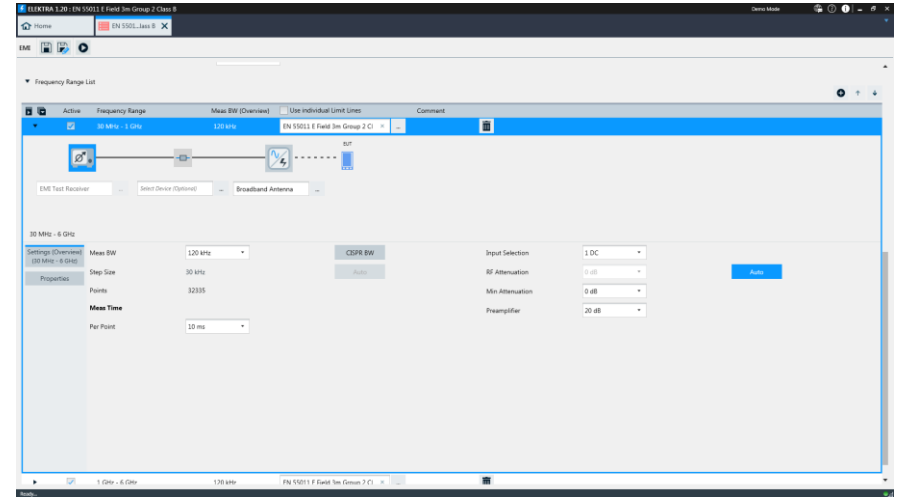 ELEKTRA 1.20 : EN 55011 E Field 3m Group 2 Class B
Demo Mode
Home
EN 5501...lass B
EMI
Frequency Range List
Active
Frequency Range
Meas BW (Overview)
Use individual Limit Lines
Comment
30 MHz - 1 GHz
120 kHz
EN 55011 E Field 3m Group 2 Cl
...
EUT
EMI Test Receiver
...
Select Device (Optional)
...
Broadband Antenna
...
30 MHz - 6 GHz
Settings (Overview)
(30 MHz - 6 GHz)
Properties
Meas BW
120 kHz
CISPR BW
Input Selection
1 DC
Step Size
30 kHz
Auto
RF Attenuation
0 dB
Auto
Points
32335
Min Attenuation
0 dB
Meas Time
Preamplifier
20 dB
Per Point
10 ms
1 GHz - 6 GHz
120 kHz
EN 55011 E Field 3m Group 2 Cl
...
Ready...